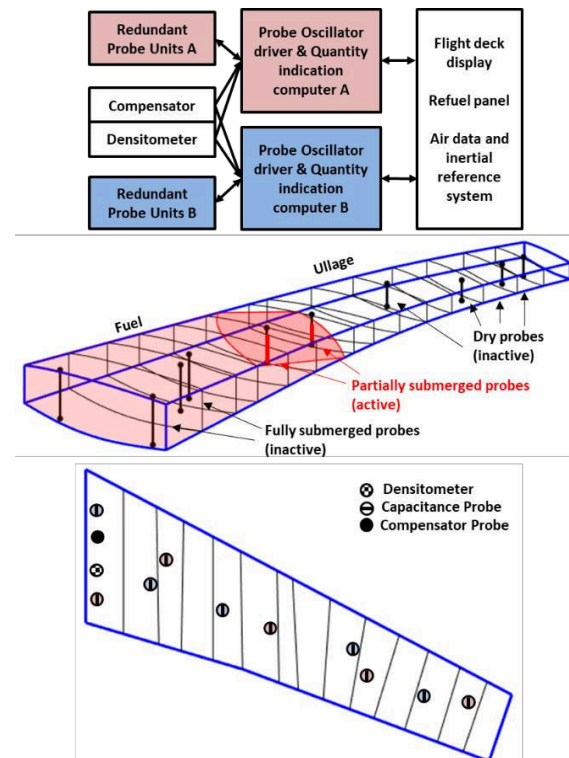 Redundant
Probe Units A
Compensator
Densitometer
Redundant
Probe Units B
Probe Oscillator
driver & Quantity
indication
computer A
Probe Oscillator
driver & Quantity
indication
computer B
Flight deck
display
Refuel panel
Air data and
inertial
reference
system
Ullage
Fuel
Dry probes
(inactive)
Partially submerged probes
(active)
Fully submerged probes
(inactive)
Densitometer
Capacitance Probe
Compensator Probe